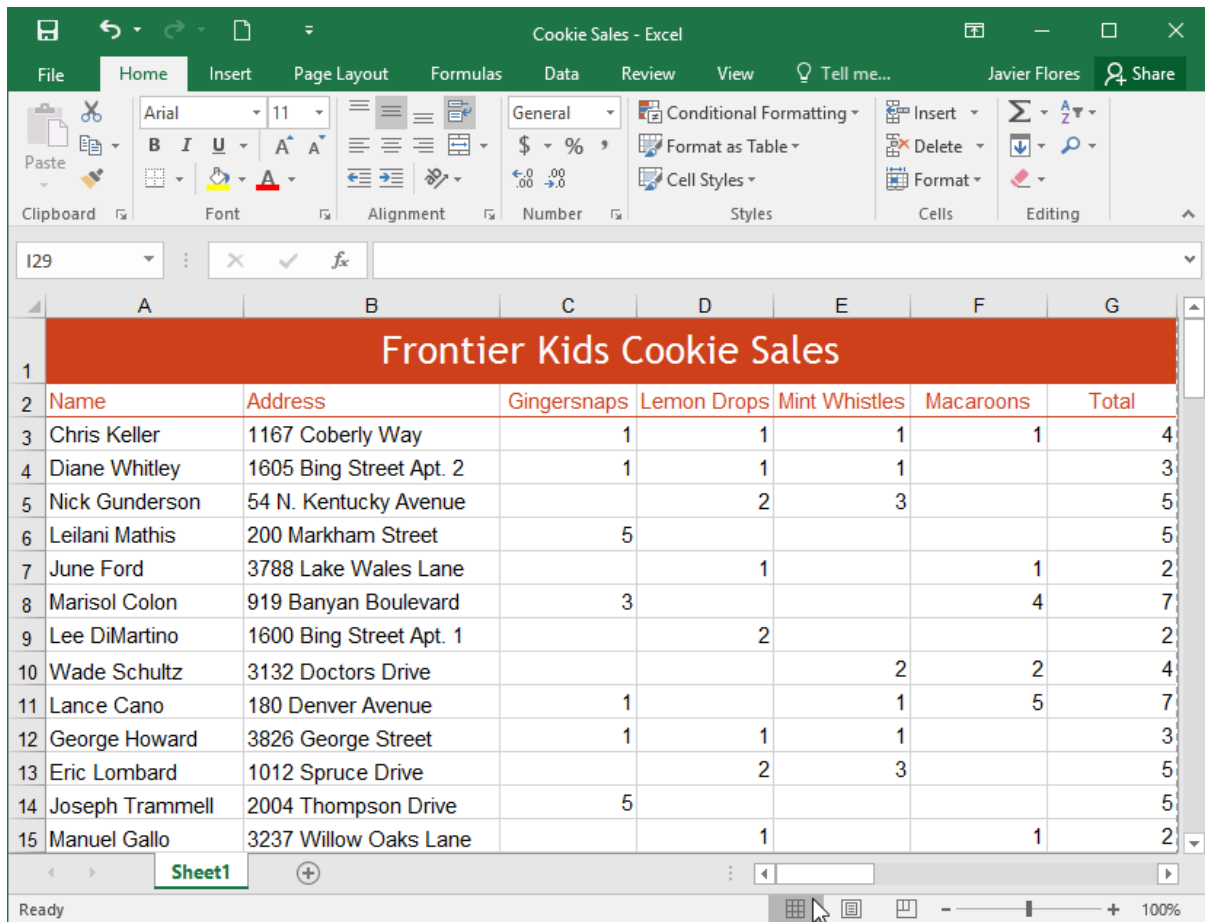 Cookie Sales - Excel
File Home Insert Page Layout Formulas Data Review View Tell me... Javier Flores Share
Paste
Arial 11
B I U A A A
General
$ % ,
Conditional Formatting
Format as Table
Cell Styles
Insert
Delete
Format
Clipboard Font Alignment Number Styles Cells Editing
I29 fx
A B C D E F G
1 Frontier Kids Cookie Sales
2 Name Address Gingersnaps Lemon Drops Mint Whistles Macaroons Total
3 Chris Keller 1167 Coberly Way 1 1 1 1 4
4 Diane Whitley 1605 Bing Street Apt. 2 1 1 1 3
5 Nick Gunderson 54 N. Kentucky Avenue 2 3 5
6 Leilani Mathis 200 Markham Street 5 5
7 June Ford 3788 Lake Wales Lane 1 1 2
8 Marisol Colon 919 Banyan Boulevard 3 4 7
9 Lee DiMartino 1600 Bing Street Apt. 1 2 2
10 Wade Schultz 3132 Doctors Drive 2 2 4
11 Lance Cano 180 Denver Avenue 1 1 5 7
12 George Howard 3826 George Street 1 1 1 3
13 Eric Lombard 1012 Spruce Drive 2 3 5
14 Joseph Trammell 2004 Thompson Drive 5 5
15 Manuel Gallo 3237 Willow Oaks Lane 1 1 2
Sheet1
Ready 100%